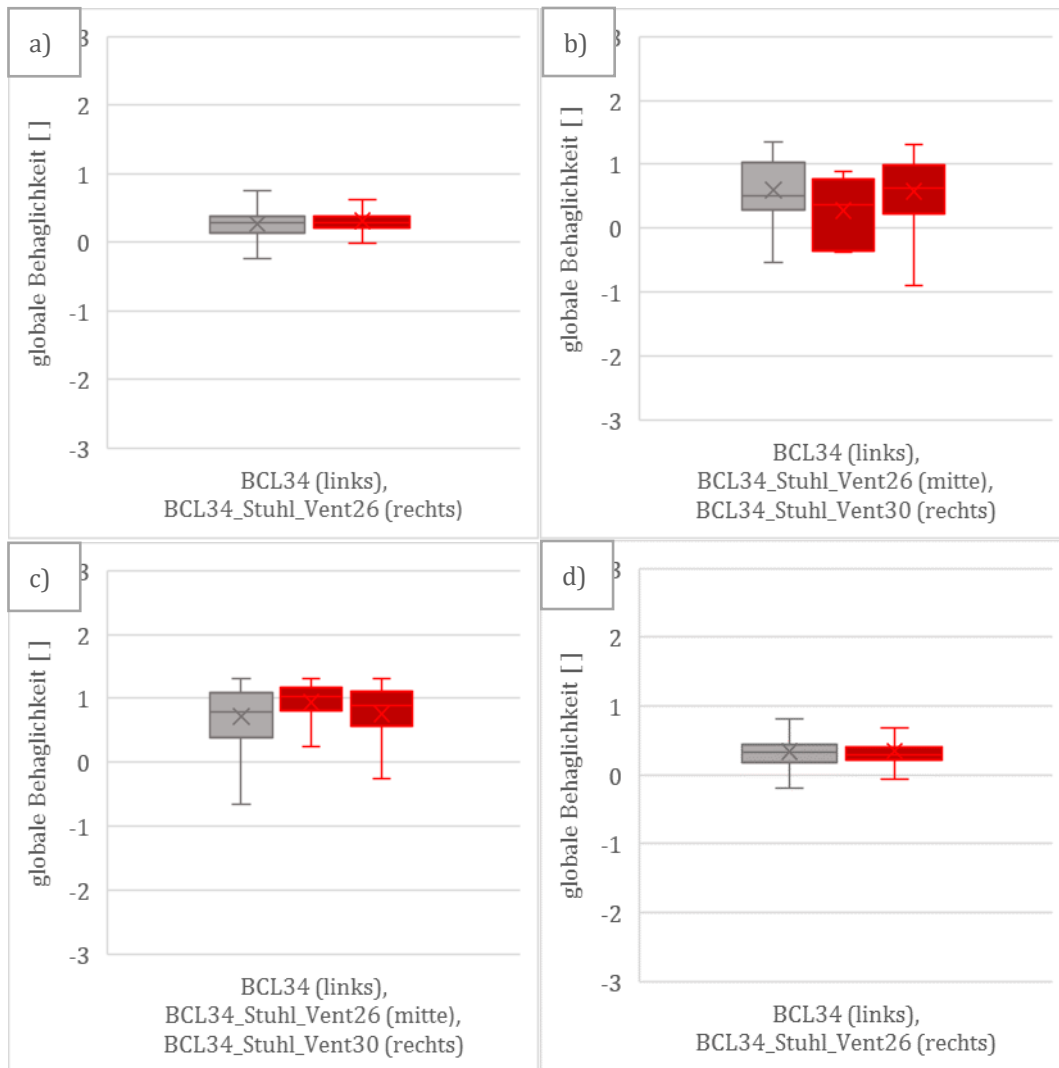 a)
3
2
1
0
-1
-2
-3
globale Behaglichkeit [ ]
BCL34 (links),
BCL34_Stuhl_Vent26 (rechts)
b)
3
2
1
0
-1
-2
-3
globale Behaglichkeit [ ]
BCL34 (links),
BCL34_Stuhl_Vent26 (mitte),
BCL34_Stuhl_Vent30 (rechts)
c)
3
2
1
0
-1
-2
-3
globale Behaglichkeit [ ]
BCL34 (links),
BCL34_Stuhl_Vent26 (mitte),
BCL34_Stuhl_Vent30 (rechts)
d)
3
2
1
0
-1
-2
-3
globale Behaglichkeit [ ]
BCL34 (links),
BCL34_Stuhl_Vent26 (rechts)